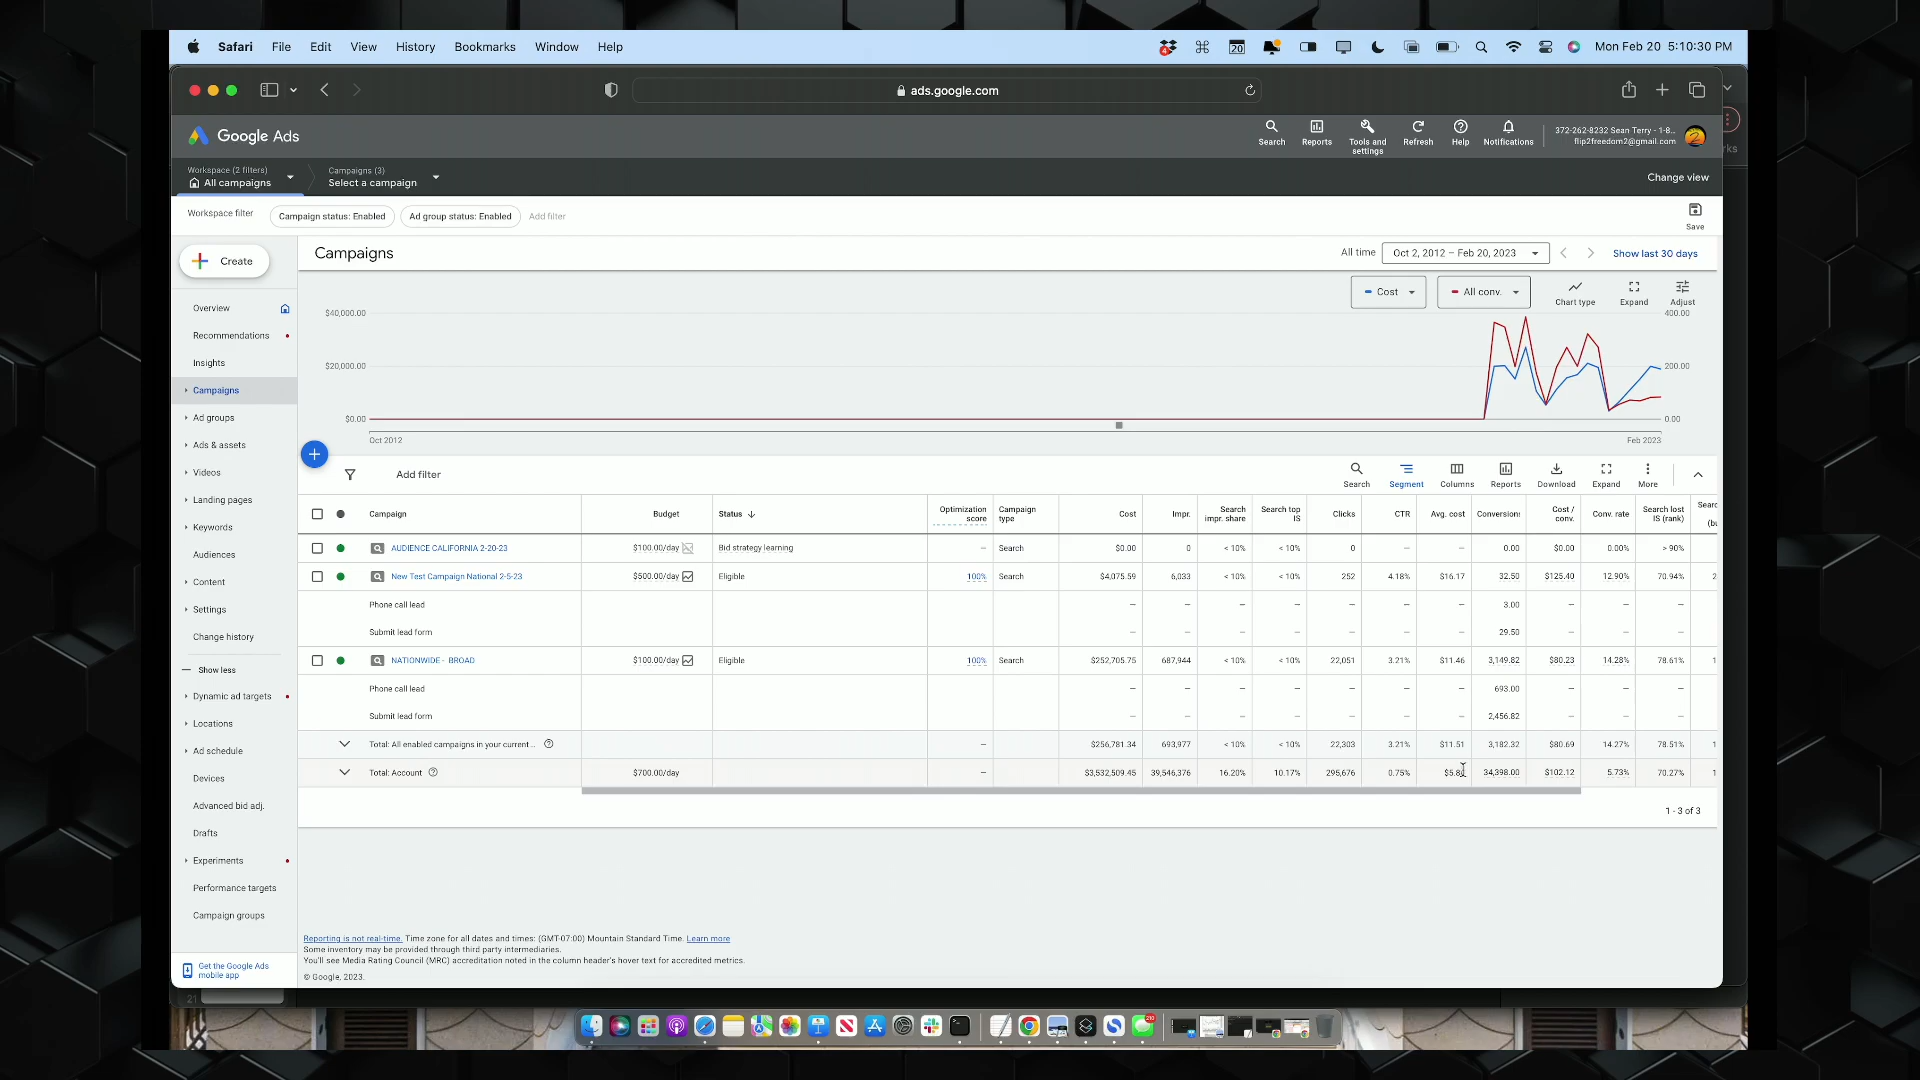 Safari File Edit View History Bookmarks Window Help
4 20 Mon Feb 20 5:10:30 PM
ads.google.com
Google Ads
Search Reports Tools and settings Refresh Help Notifications
372-262-8232 Sean Terry - 1-8...
flip2freedom2@gmail.com
Workspace (2 filters)
All campaigns
Campaigns (3)
Select a campaign
Change view
Workspace filter Campaign status: Enabled Ad group status: Enabled Add filter Save
Create
Overview
Recommendations
Insights
Campaigns
Ad groups
Ads & assets
Videos
Landing pages
Keywords
Audiences
Content
Settings
Change history
Show less
Dynamic ad targets
Locations
Ad schedule
Devices
Advanced bid adj.
Drafts
Experiments
Performance targets
Campaign groups
Get the Google Ads
mobile app
Campaigns All time Oct 2, 2012 – Feb 20, 2023 Show last 30 days
Cost All conv. Chart type Expand Adjust
$40,000.00 400.00
$20,000.00 200.00
$0.00 0.00
Oct 2012 Feb 2023
Add filter Search Segment Columns Reports Download Expand More
Campaign Budget Status Optimization score Campaign type Cost Impr. Search impr. share Search top IS Clicks CTR Avg. cost Conversions Cost / conv. Conv. rate Search lost IS (rank)
AUDIENCE CALIFORNIA 2-20-23 $100.00/day Bid strategy learning – Search $0.00 0 < 10% < 10% 0 – – 0.00 $0.00 0.00% > 90%
New Test Campaign National 2-5-23 $500.00/day Eligible 100% Search $4,075.59 6,033 < 10% < 10% 252 4.18% $16.17 32.50 $125.40 12.90% 70.94% 2
Phone call lead – – – – – – – 3.00 – – –
Submit lead form – – – – – – – 29.50 – – –
NATIONWIDE - BROAD $100.00/day Eligible 100% Search $252,705.75 687,944 < 10% < 10% 22,051 3.21% $11.46 3,149.82 $80.23 14.28% 78.61% 1
Phone call lead – – – – – – – 693.00 – – –
Submit lead form – – – – – – – 2,456.82 – – –
Total: All enabled campaigns in your current... – $256,781.34 693,977 < 10% < 10% 22,303 3.21% $11.51 3,182.32 $80.69 14.27% 78.51% 1
Total: Account $700.00/day – $3,532,509.45 39,546,376 16.20% 10.17% 295,676 0.75% 34,398.00 $102.12 5.73% 70.27% 1
1 - 3 of 3
Reporting is not real-time. Time zone for all dates and times: (GMT-07:00) Mountain Standard Time. Learn more
Some inventory may be provided through third party intermediaries.
You'll see Media Rating Council (MRC) accreditation noted in the column header's hover text for accredited metrics.
© Google, 2023.
21